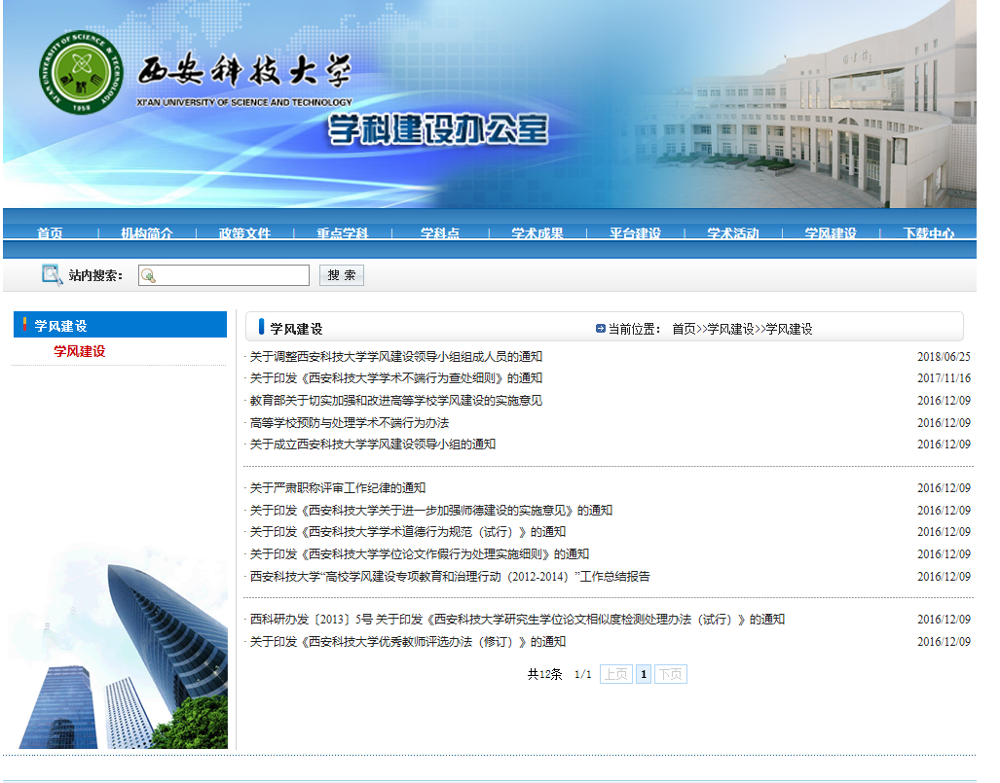 西安科技大学
XI'AN UNIVERSITY OF SCIENCE & TECHNOLOGY
1958
XI'AN UNIVERSITY OF SCIENCE AND TECHNOLOGY
学科建设办公室
首页 | 机构简介 | 政策文件 | 重点学科 | 学科点 | 学术成果 | 平台建设 | 学术活动 | 学风建设 | 下载中心
站内搜索： 搜 索
学风建设
学风建设
学风建设 当前位置： 首页>>学风建设>>学风建设
· 关于调整西安科技大学学风建设领导小组组成人员的通知 2018/06/25
· 关于印发《西安科技大学学术不端行为查处细则》的通知 2017/11/16
· 教育部关于切实加强和改进高等学校学风建设的实施意见 2016/12/09
· 高等学校预防与处理学术不端行为办法 2016/12/09
· 关于成立西安科技大学学风建设领导小组的通知 2016/12/09
· 关于严肃职称评审工作纪律的通知 2016/12/09
· 关于印发《西安科技大学关于进一步加强师德建设的实施意见》的通知 2016/12/09
· 关于印发《西安科技大学学术道德行为规范（试行）》的通知 2016/12/09
· 关于印发《西安科技大学学位论文作假行为处理实施细则》的通知 2016/12/09
· 西安科技大学“高校学风建设专项教育和治理行动（2012-2014）”工作总结报告 2016/12/09
· 西科研办发〔2013〕5号 关于印发《西安科技大学研究生学位论文相似度检测处理办法（试行）》的通知 2016/12/09
· 关于印发《西安科技大学优秀教师评选办法（修订）》的通知 2016/12/09
共12条 1/1 上页 1 下页